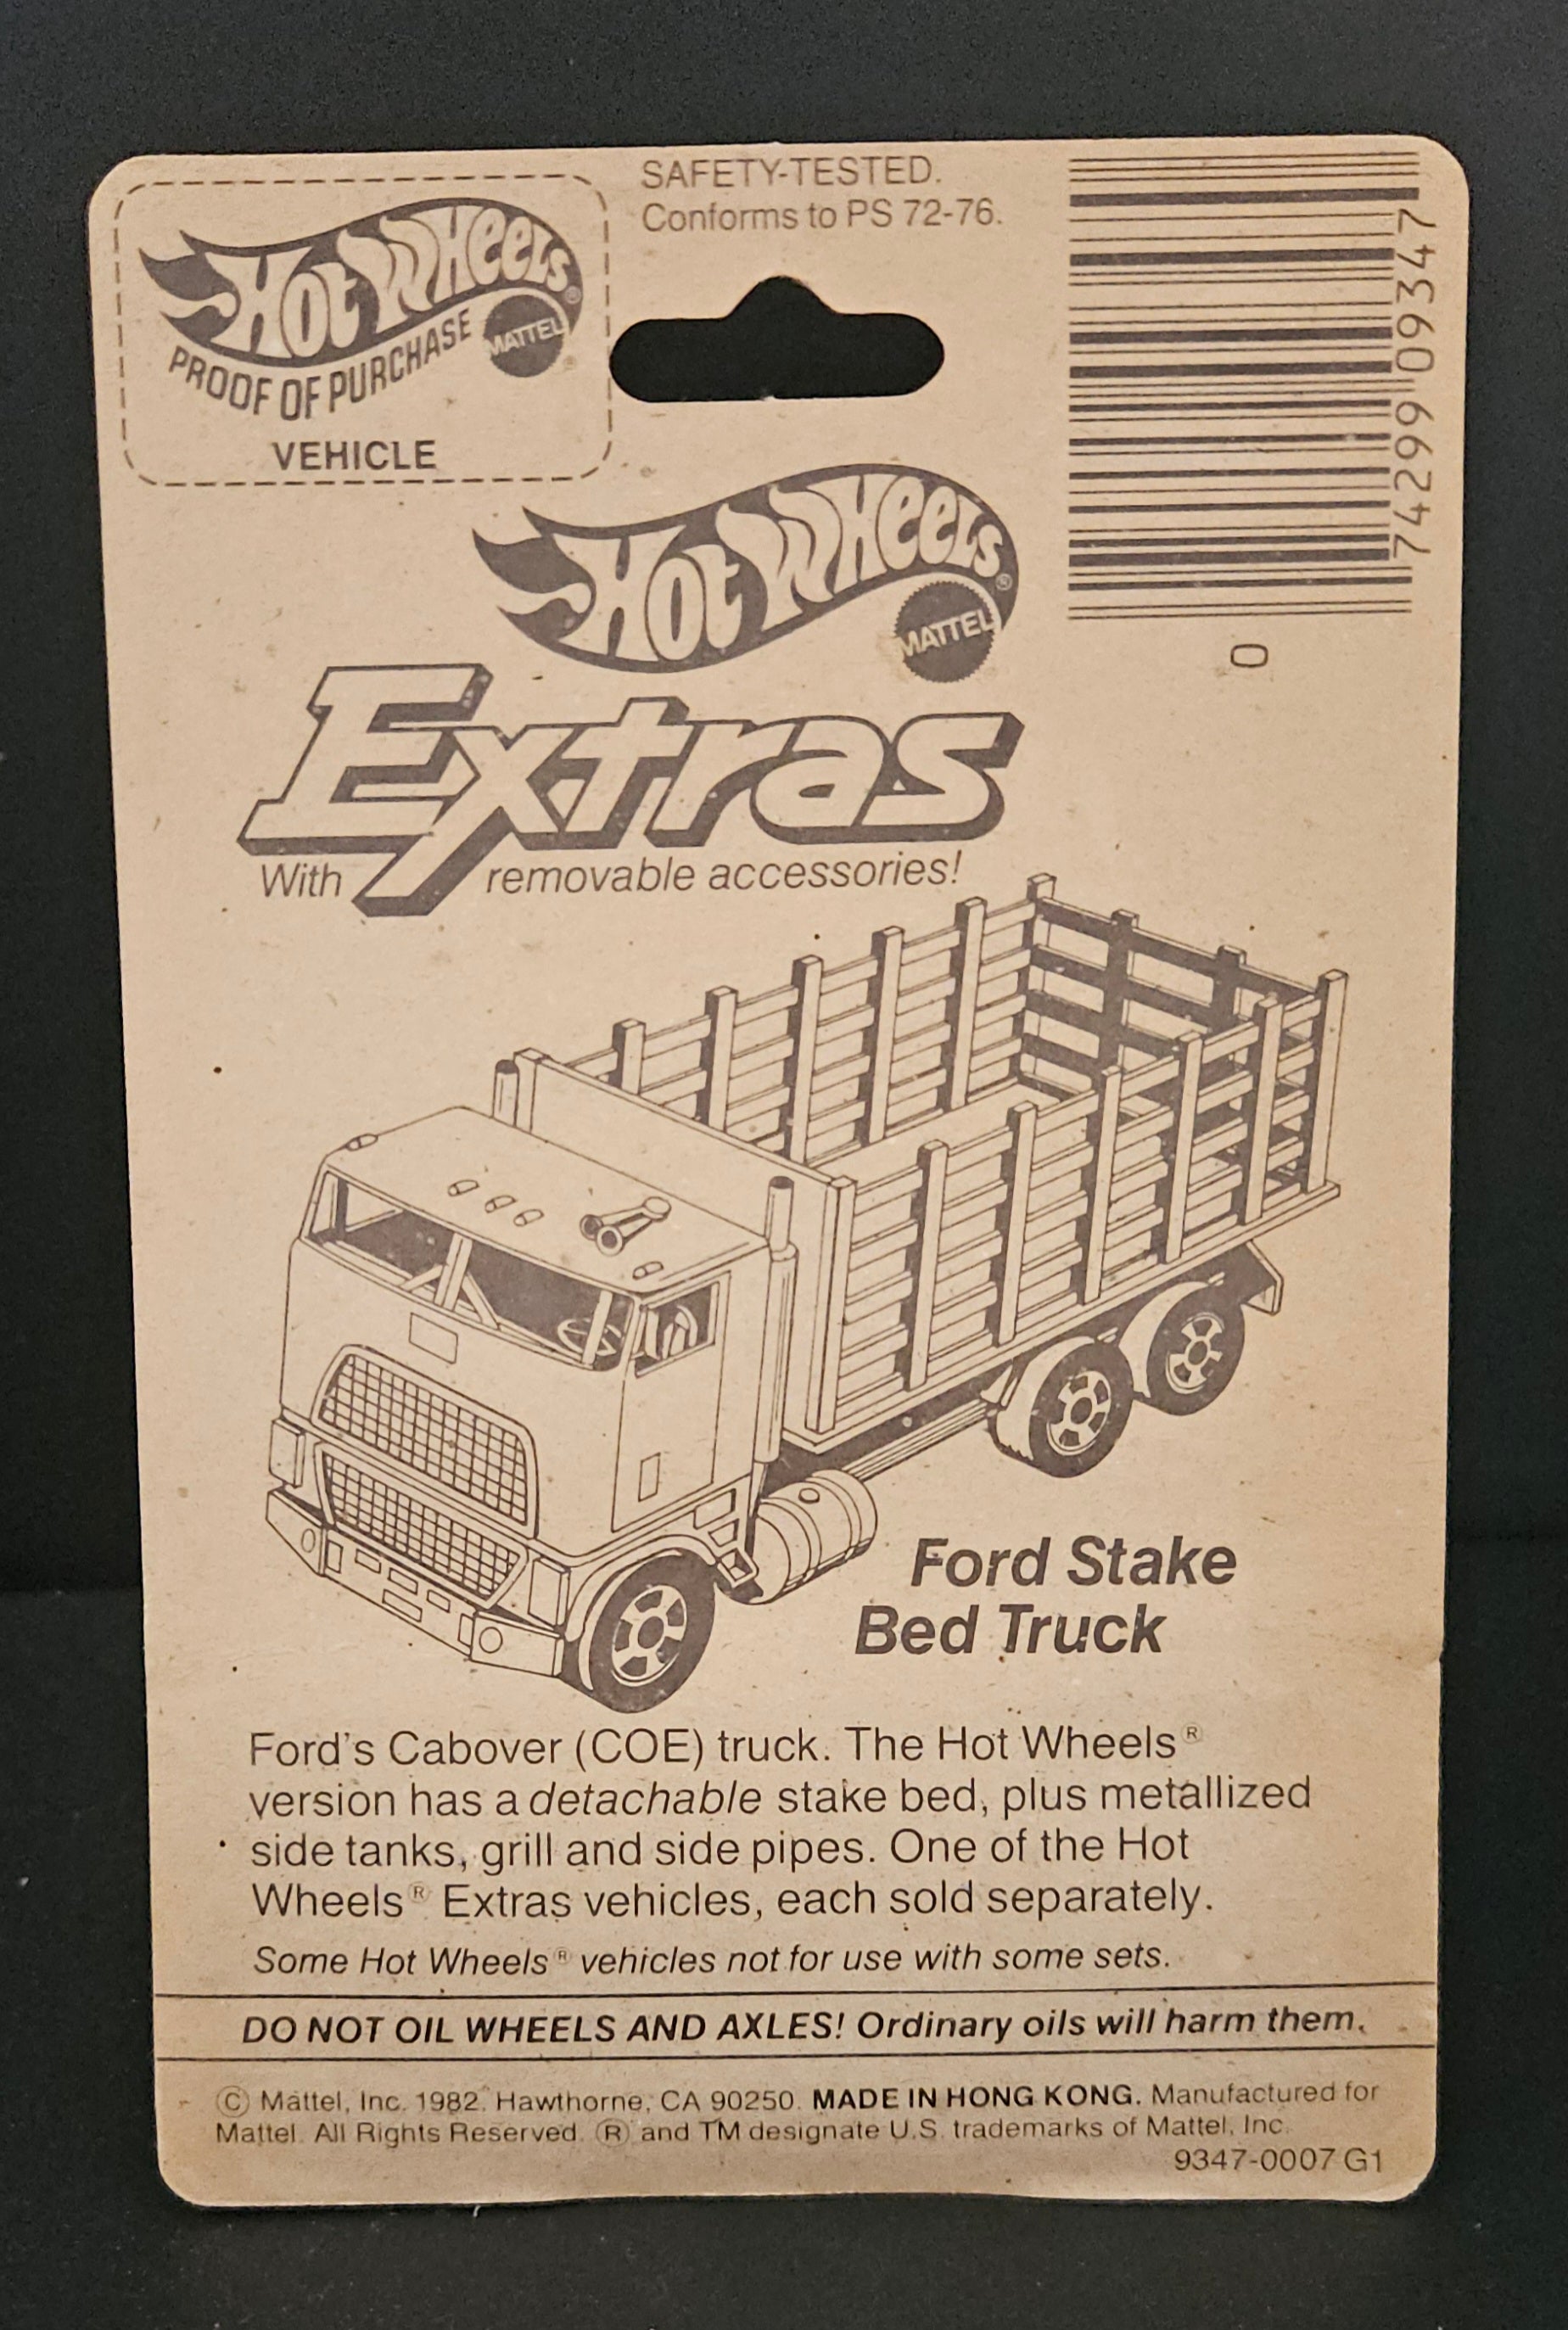 SAFETY-TESTED.
Conforms to PS 72-76.
Hot Wheels®
PROOF OF PURCHASE
MATTEL
VEHICLE
74299 09347
0
Hot Wheels®
MATTEL
Extras
With removable accessories!
Ford Stake
Bed Truck
Ford's Cabover (COE) truck. The Hot Wheels®
version has a detachable stake bed, plus metallized
side tanks, grill and side pipes. One of the Hot
Wheels® Extras vehicles, each sold separately.
Some Hot Wheels® vehicles not for use with some sets.
DO NOT OIL WHEELS AND AXLES! Ordinary oils will harm them.
© Mattel, Inc. 1982. Hawthorne, CA 90250. MADE IN HONG KONG. Manufactured for
Mattel. All Rights Reserved. ® and TM designate U.S. trademarks of Mattel, Inc.
9347-0007 G1